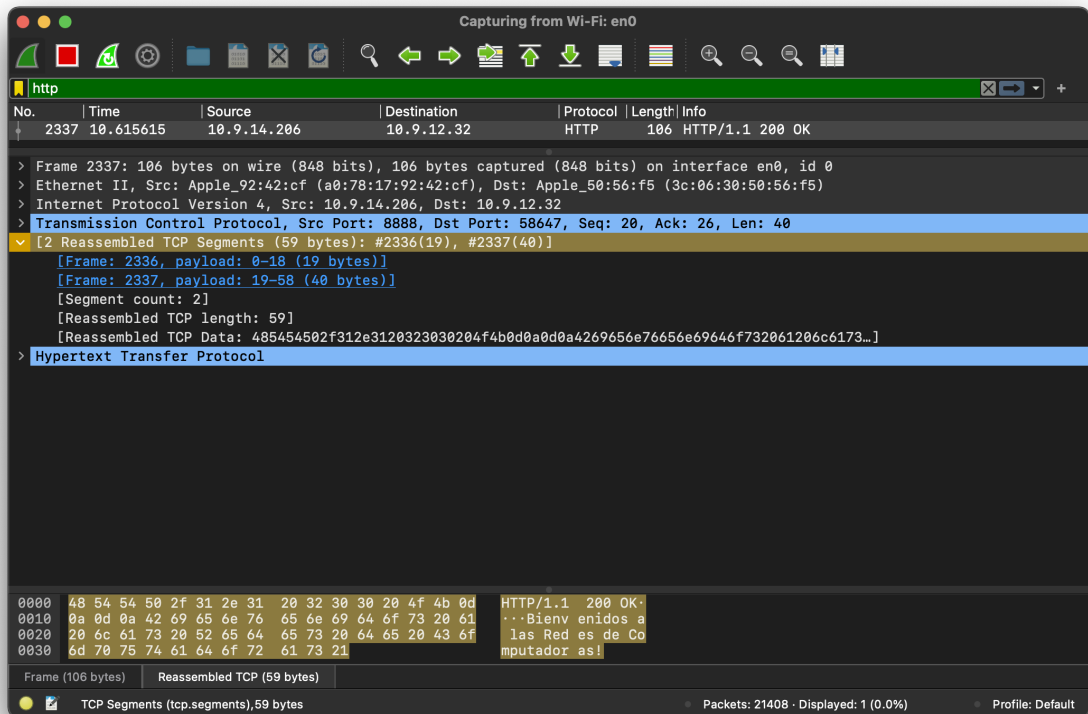 Capturing from Wi-Fi: en0
http
No. Time Source Destination Protocol Length Info
2337 10.615615 10.9.14.206 10.9.12.32 HTTP 106 HTTP/1.1 200 OK
Frame 2337: 106 bytes on wire (848 bits), 106 bytes captured (848 bits) on interface en0, id 0
Ethernet II, Src: Apple_92:42:cf (a0:78:17:92:42:cf), Dst: Apple_50:56:f5 (3c:06:30:50:56:f5)
Internet Protocol Version 4, Src: 10.9.14.206, Dst: 10.9.12.32
Transmission Control Protocol, Src Port: 8888, Dst Port: 58647, Seq: 20, Ack: 26, Len: 40
[2 Reassembled TCP Segments (59 bytes): #2336(19), #2337(40)]
[Frame: 2336, payload: 0-18 (19 bytes)]
[Frame: 2337, payload: 19-58 (40 bytes)]
[Segment count: 2]
[Reassembled TCP length: 59]
[Reassembled TCP Data: 485454502f312e3120323030204f4b0d0a0d0a4269656e76656e69646f732061206c6173…]
Hypertext Transfer Protocol
0000 48 54 54 50 2f 31 2e 31 20 32 30 30 20 4f 4b 0d HTTP/1.1 200 OK·
0010 0a 0d 0a 42 69 65 6e 76 65 6e 69 64 6f 73 20 61 ···Bienv enidos a
0020 20 6c 61 73 20 52 65 64 65 73 20 64 65 20 43 6f las Red es de Co
0030 6d 70 75 74 61 64 6f 72 61 73 21 mputador as!
Frame (106 bytes) Reassembled TCP (59 bytes)
TCP Segments (tcp.segments), 59 bytes Packets: 21408 · Displayed: 1 (0.0%) Profile: Default